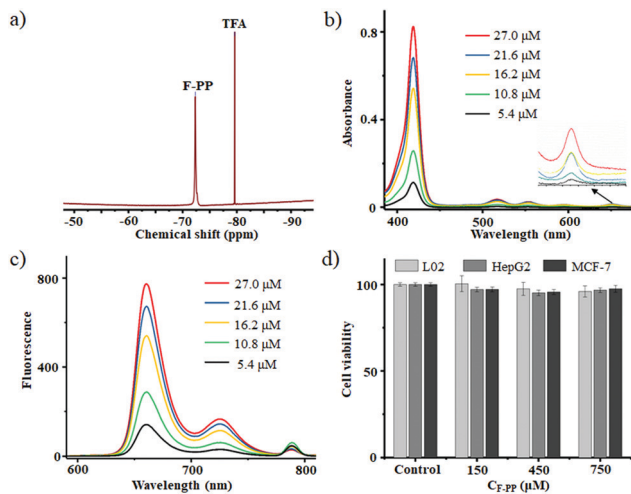 a)
TFA
F-PP
-50 -60 -70 -80 -90
Chemical shift (ppm)
b)
Absorbance
0.8
0.4
0.0
27.0 μM
21.6 μM
16.2 μM
10.8 μM
5.4 μM
400 500 600
Wavelength (nm)
c)
Fluorescence
800
400
0
27.0 μM
21.6 μM
16.2 μM
10.8 μM
5.4 μM
600 700 800
Wavelength (nm)
d)
L02 HepG2 MCF-7
Cell viability
100
50
0
Control 150 450 750
C_F-PP (μM)